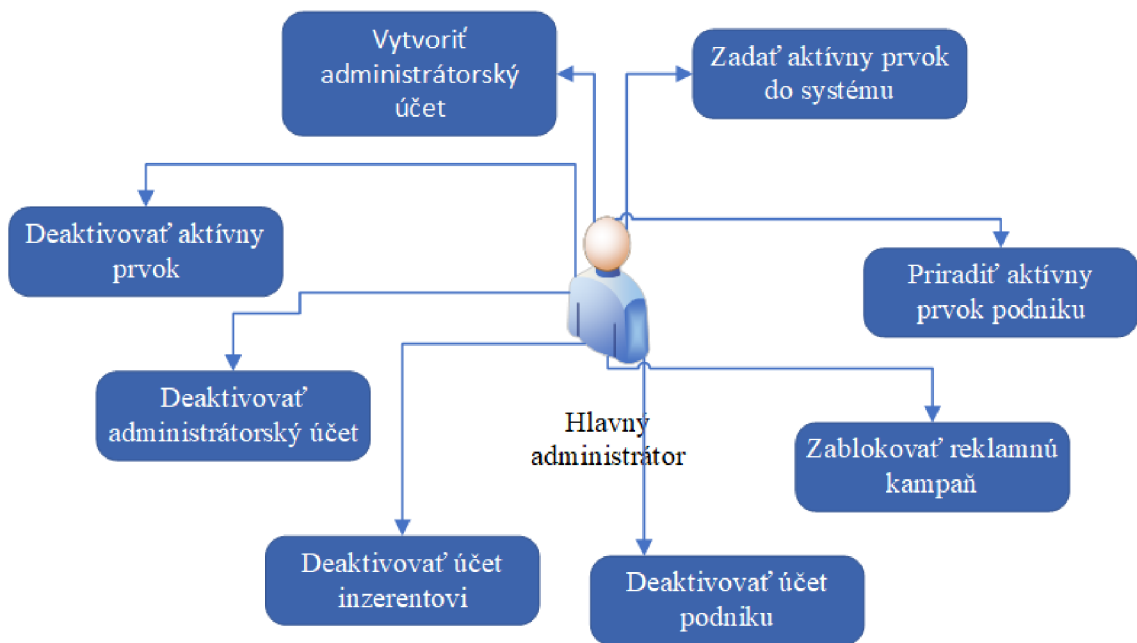 Vytvoriť
administrátorský
účet
Zadať aktívny prvok
do systému
Deaktivovať aktívny
prvok
Priradiť aktívny
prvok podniku
Deaktivovať
administrátorský účet
Hlavný
administrátor
Zablokovať reklamnú
kampaň
Deaktivovať účet
inzerentovi
Deaktivovať účet
podniku